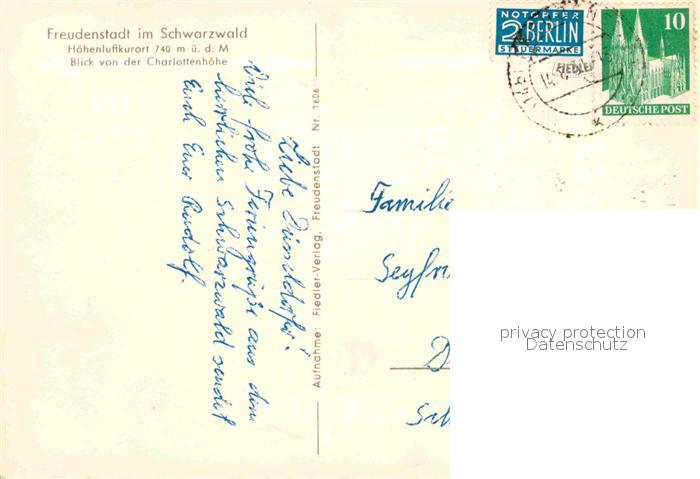 Freudenstadt im Schwarzwald
Höhenluftkurort 740 m ü. d. M
Blick von der Charlottenhöhe
Liebe Düsseldorfer!
Viele frohe Feriengrüße aus dem
herrlichen Schwarzwald sendet
Euch Euer Rudolf.
Aufnahme: Fiedler-Verlag, Freudenstadt Nr. 1606
NOTOPFER
2 BERLIN
STEUERMARKE
10
DEUTSCHE POST
Familie
Seyfr
D
privacy protection
Datenschutz